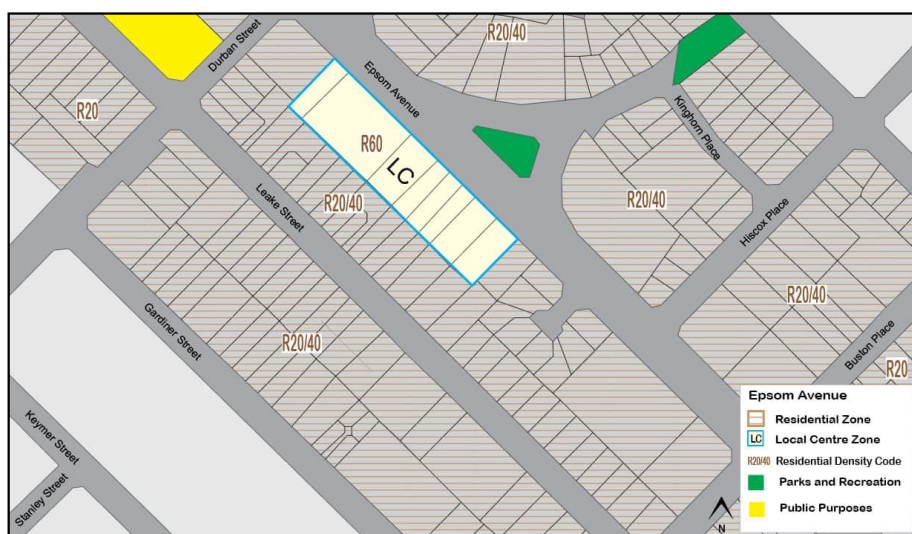 Durban Street
R20/40
Epsom Avenue
R20
R60
LC
Kinghorn Place
R20/40
R20/40
Leake Street
Hiscox Place
R20/40
Gardiner Street
R20/40
Buston Place
R20
Keymer Street
Stanley Street
N
Epsom Avenue
Residential Zone
LC Local Centre Zone
R20/40 Residential Density Code
Parks and Recreation
Public Purposes